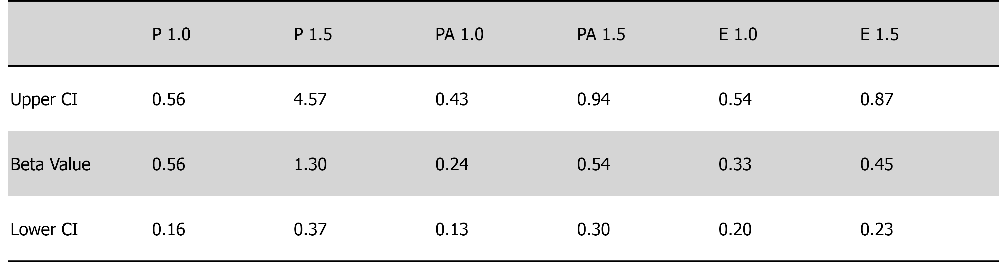 P 1.0 P 1.5 PA 1.0 PA 1.5 E 1.0 E 1.5
Upper CI 0.56 4.57 0.43 0.94 0.54 0.87
Beta Value 0.56 1.30 0.24 0.54 0.33 0.45
Lower CI 0.16 0.37 0.13 0.30 0.20 0.23